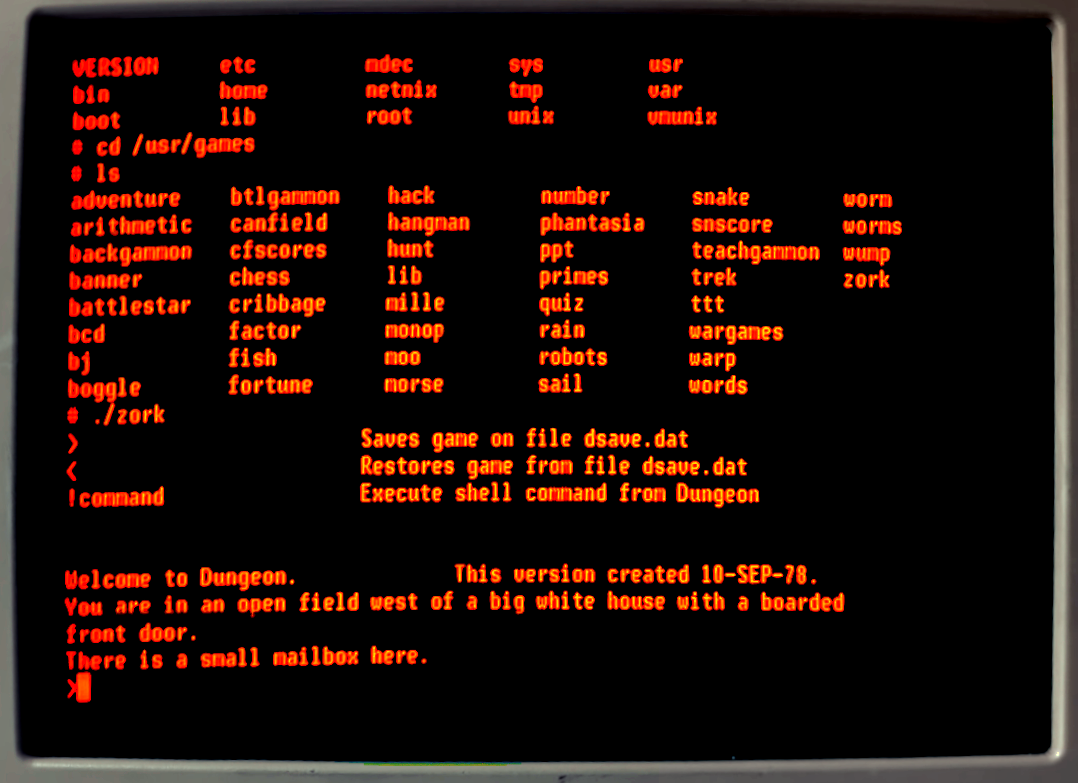 VERSION etc mdec sys usr
bin home netnix tmp var
boot lib root unix vmunix
# cd /usr/games
# ls
adventure btlgammon hack number snake worm
arithmetic canfield hangman phantasia snscore worms
backgammon cfscores hunt ppt teachgammon wump
banner chess lib primes trek zork
battlestar cribbage mille quiz ttt
bcd factor monop rain wargames
bj fish moo robots warp
boggle fortune morse sail words
# ./zork
> Saves game on file dsave.dat
< Restores game from file dsave.dat
!command Execute shell command from Dungeon
Welcome to Dungeon. This version created 10-SEP-78.
You are in an open field west of a big white house with a boarded
front door.
There is a small mailbox here.
>